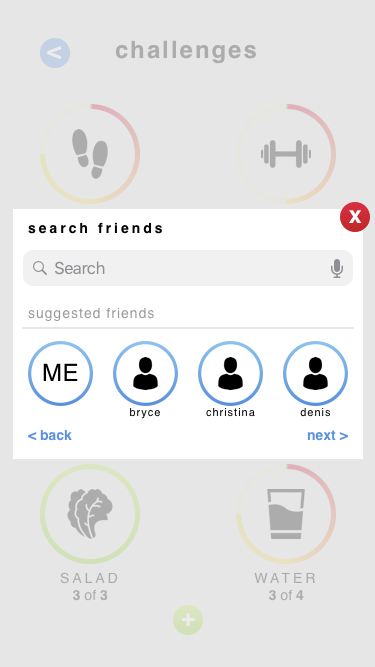 <
challenges
X
search friends
Search
suggested friends
ME
bryce
christina
denis
< back
next >
SALAD
3 of 3
WATER
3 of 4
+